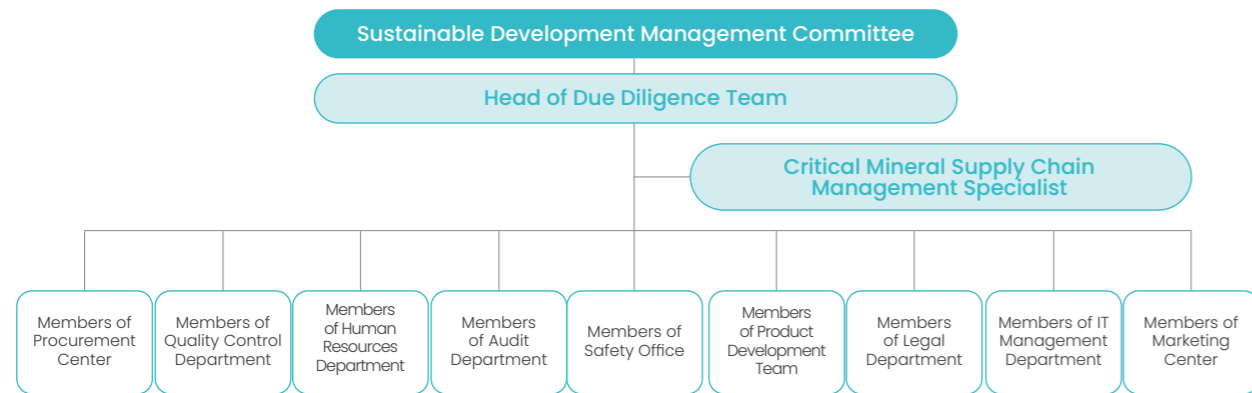 Sustainable Development Management Committee
Head of Due Diligence Team
Critical Mineral Supply Chain
Management Specialist
Members of
Procurement
Center
Members of
Quality Control
Department
Members
of Human
Resources
Department
Members
of Audit
Department
Members of
Safety Office
Members
of Product
Development
Team
Members
of Legal
Department
Members of IT
Management
Department
Members of
Marketing
Center